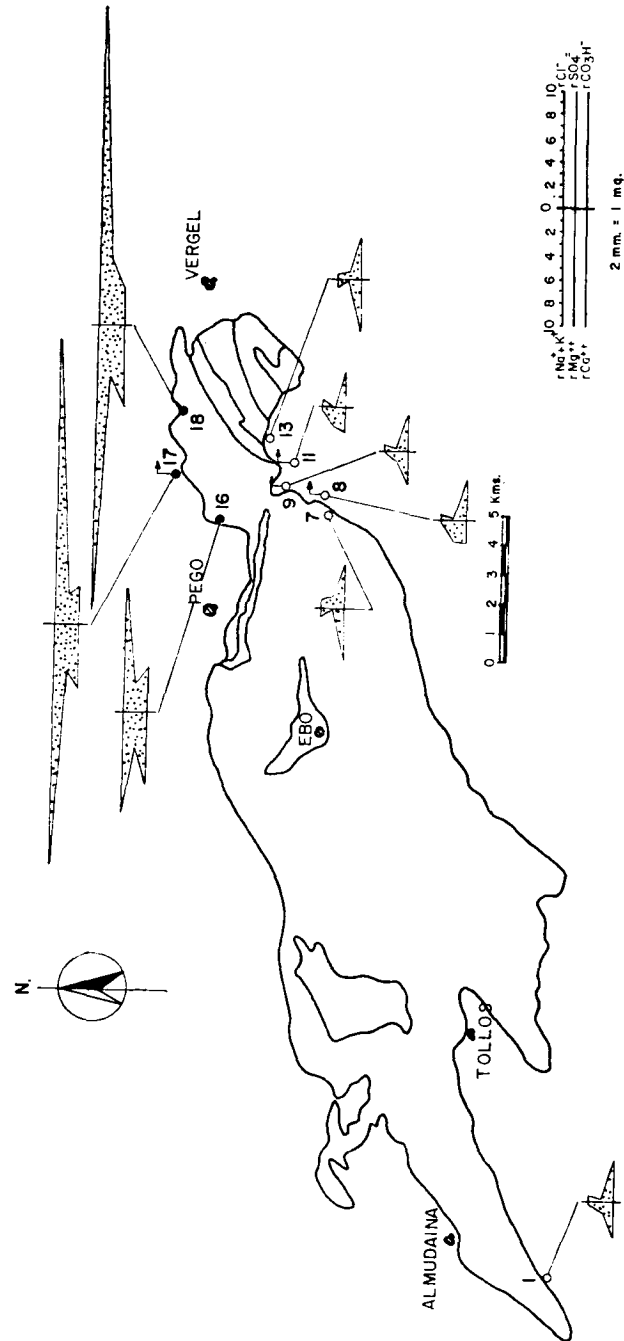 N.
VERGEL
18
17
13
16
11
9
8
7
PEGO
EBO
TOLLOS
ALMUDAINA
1
0 1 2 3 4 5 Kms.
10 8 6 4 2 0 2 4 6 8 10
rNa⁺+K⁺ rCl⁻
rMg⁺⁺ rSO₄⁼
rCa⁺⁺ rCO₃H⁻
2 mm. = 1 mq.